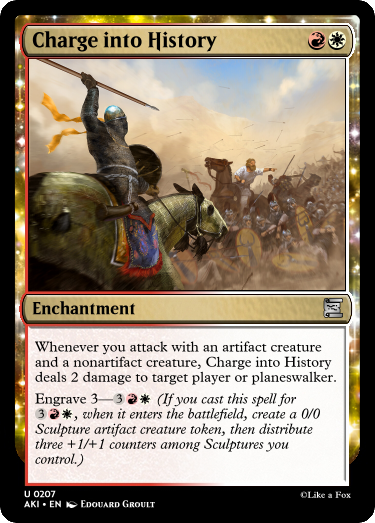 Charge into History
Enchantment
Whenever you attack with an artifact creature
and a nonartifact creature, Charge into History
deals 2 damage to target player or planeswalker.
Engrave 3—3 (If you cast this spell for
3 , when it enters the battlefield, create a 0/0
Sculpture artifact creature token, then distribute
three +1/+1 counters among Sculptures you
control.)
U 0207
AKI • EN Edouard Groult
©Like a Fox